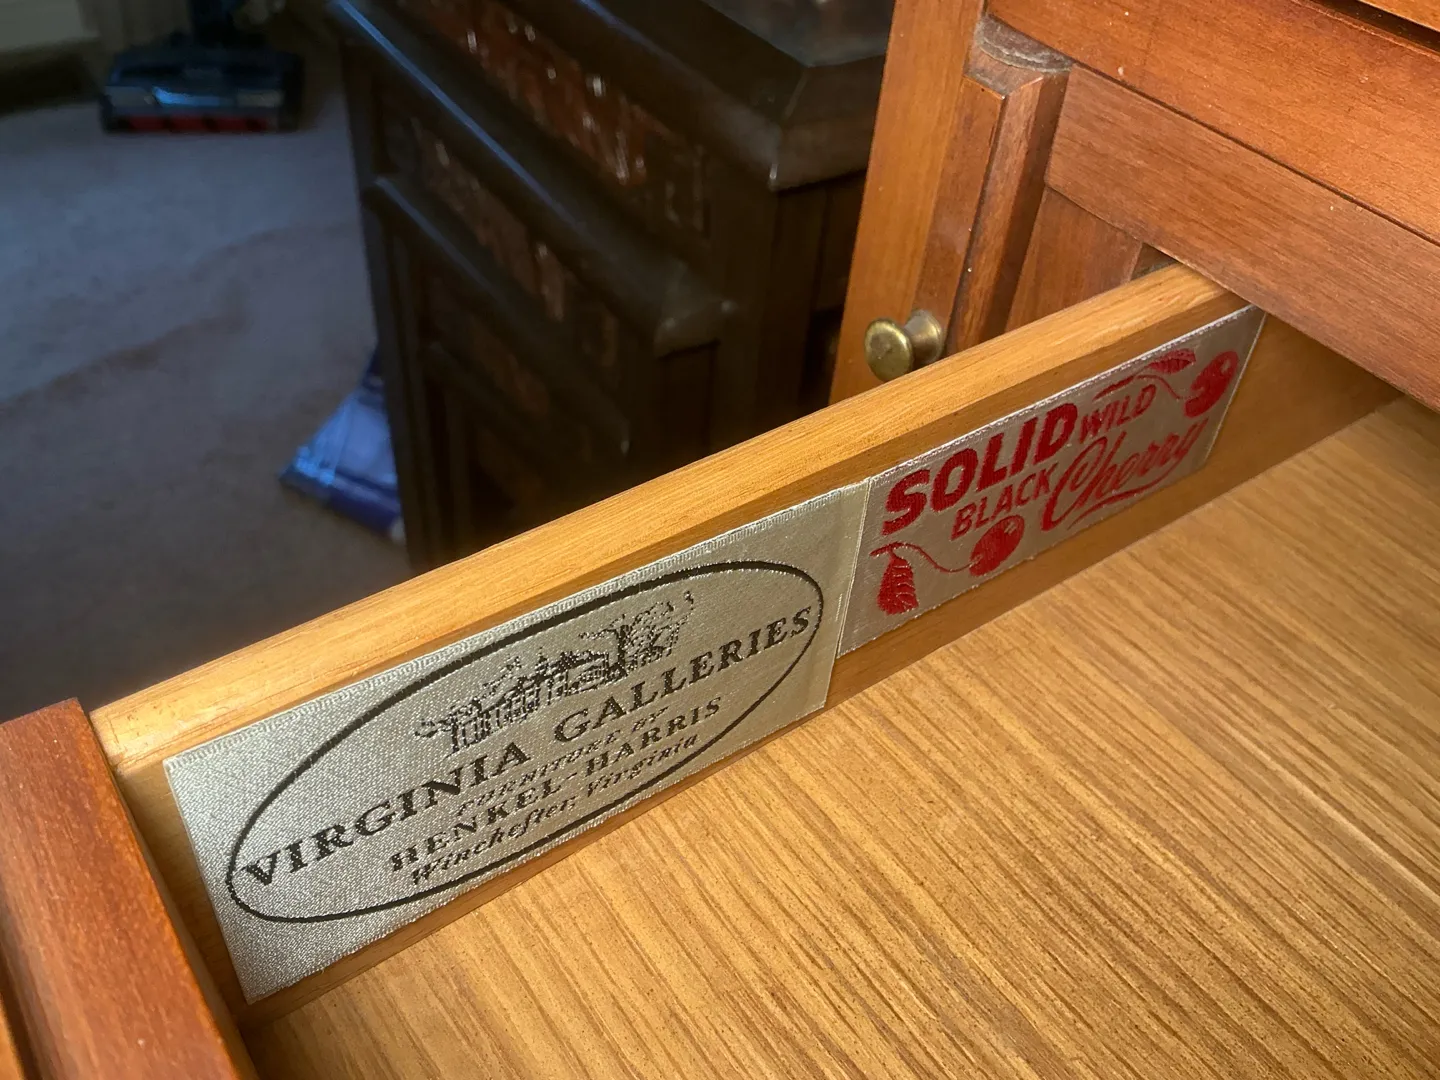 VIRGINIA GALLERIES
FURNITURE BY
HENKEL-HARRIS
Winchester, Virginia
SOLID WILD
BLACK Cherry